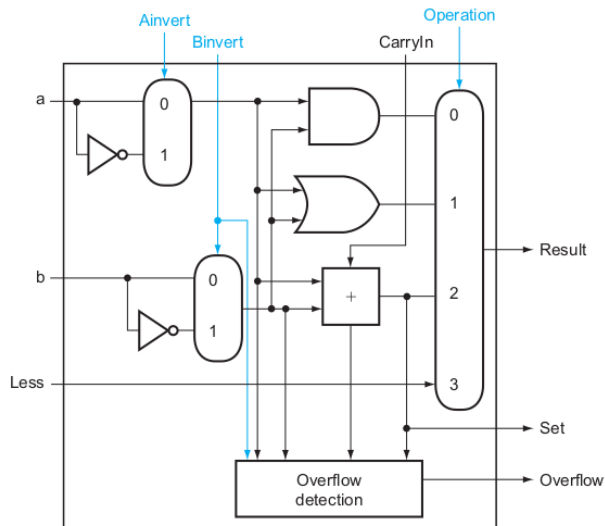 Operation
Ainvert
Binvert
CarryIn
a
0
1
0
1
Result
b
0
1
+
2
Less
3
Set
Overflow
detection
Overflow